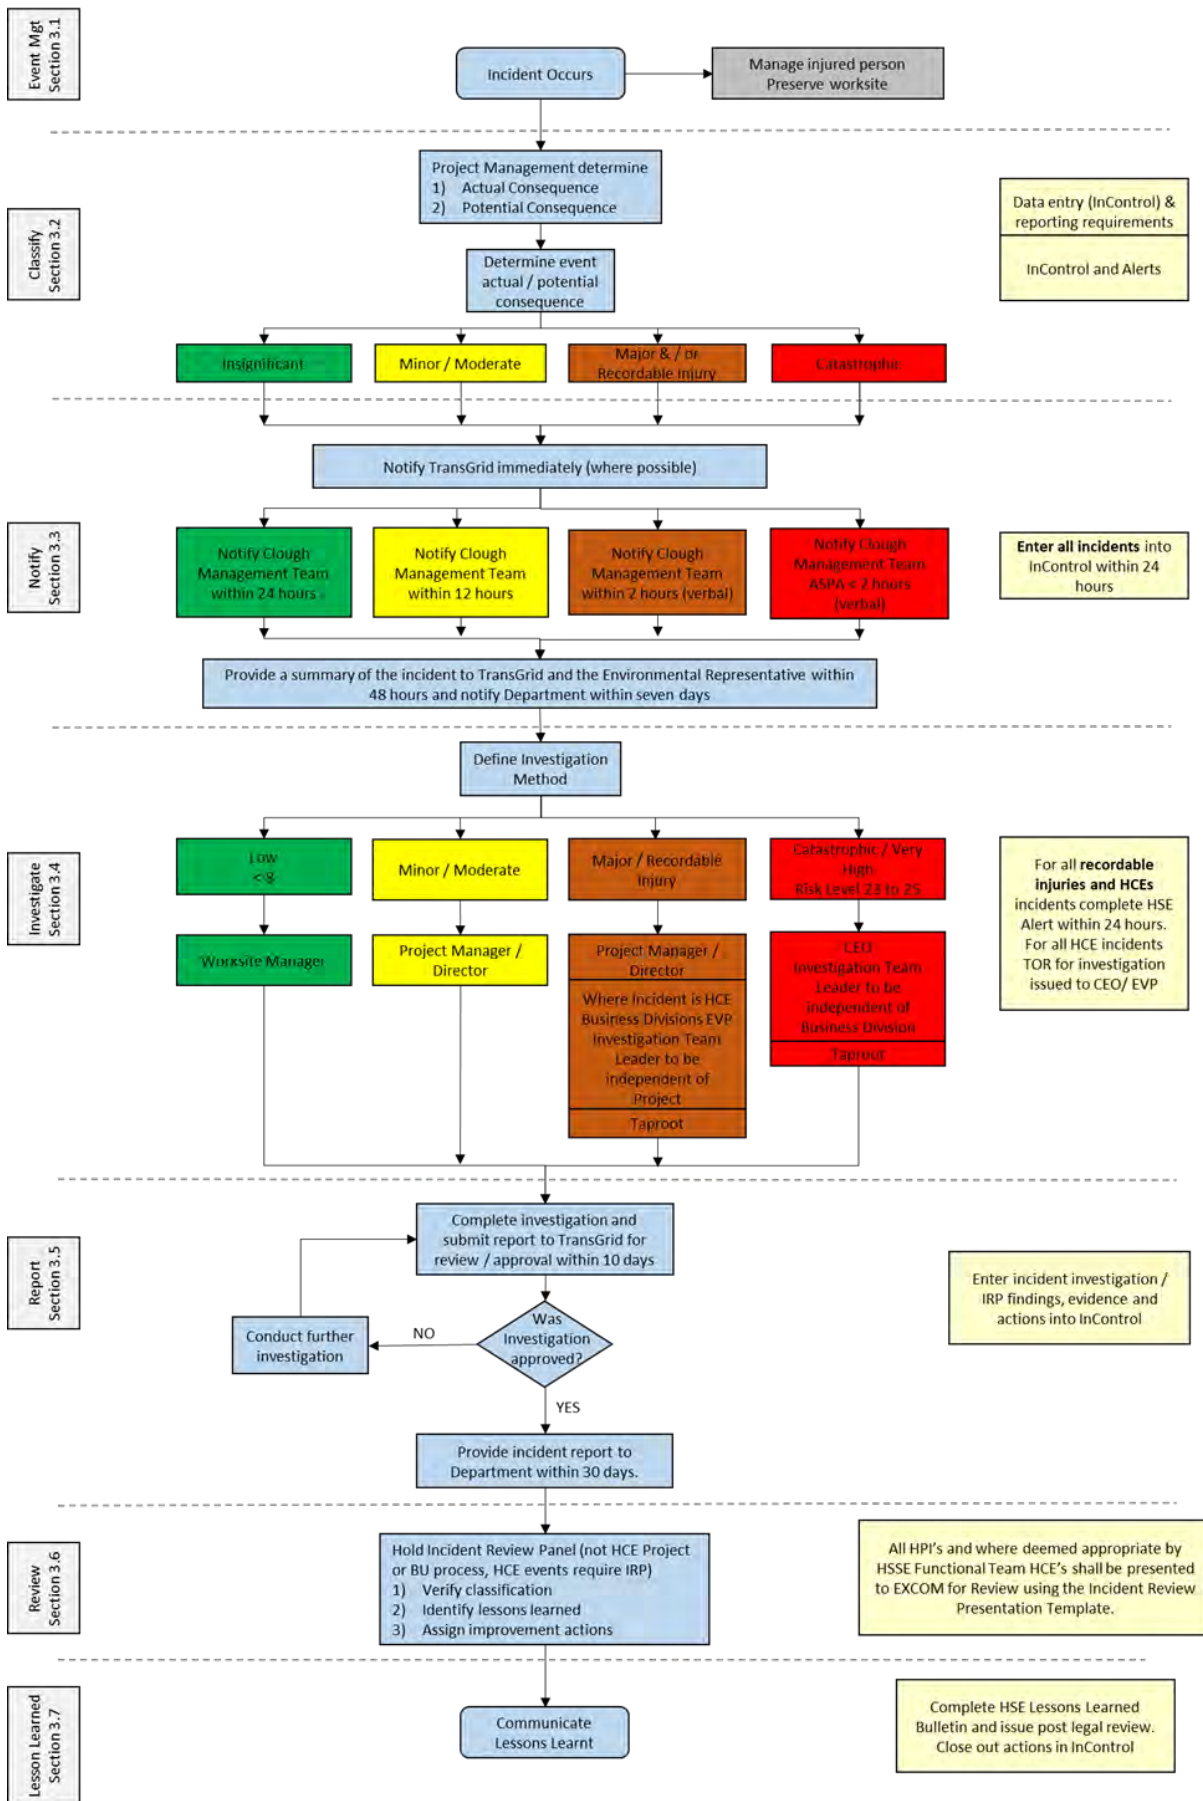 Event Mgt
Section 3.1
Incident Occurs
Manage injured person
Preserve worksite
Classify
Section 3.2
Project Management determine
1) Actual Consequence
2) Potential Consequence
Data entry (InControl) &
reporting requirements
InControl and Alerts
Determine event
actual / potential
consequence
Insignificant
Minor / Moderate
Major & / or
Recordable Injury
Catastrophic
Notify
Section 3.3
Notify TransGrid immediately (where possible)
Notify Clough
Management Team
within 24 hours .
Notify Clough
Management Team
within 12 hours
Notify Clough
Management Team
within 2 hours (verbal)
Notify Clough
Management Team
ASPA < 2 hours
(verbal)
Enter all incidents into
InControl within 24
hours
Provide a summary of the incident to TransGrid and the Environmental Representative within
48 hours and notify Department within seven days
Investigate
Section 3.4
Define Investigation
Method
Low
< 8
Minor / Moderate
Major / Recordable
Injury
Catastrophic / Very
High
Risk Level 23 to 25
Worksite Manager
Project Manager /
Director
Project Manager /
Director
Where Incident is HCE
Business Divisions EVP
Investigation Team
Leader to be
independent of
Project
Taproot
CEO
Investigation Team
Leader to be
independent of
Business Division
Taproot
For all recordable
injuries and HCEs
incidents complete HSE
Alert within 24 hours.
For all HCE incidents
TOR for investigation
issued to CEO/ EVP
Report
Section 3.5
Complete investigation and
submit report to TransGrid for
review / approval within 10 days
Was
Investigation
approved?
NO
Conduct further
investigation
YES
Provide incident report to
Department within 30 days.
Enter incident investigation /
IRP findings, evidence and
actions into InControl
Review
Section 3.6
Hold Incident Review Panel (not HCE Project
or BU process, HCE events require IRP)
1) Verify classification
2) Identify lessons learned
3) Assign improvement actions
All HPI's and where deemed appropriate by
HSSE Functional Team HCE's shall be presented
to EXCOM for Review using the Incident Review
Presentation Template.
Lesson Learned
Section 3.7
Communicate
Lessons Learnt
Complete HSE Lessons Learned
Bulletin and issue post legal review.
Close out actions in InControl